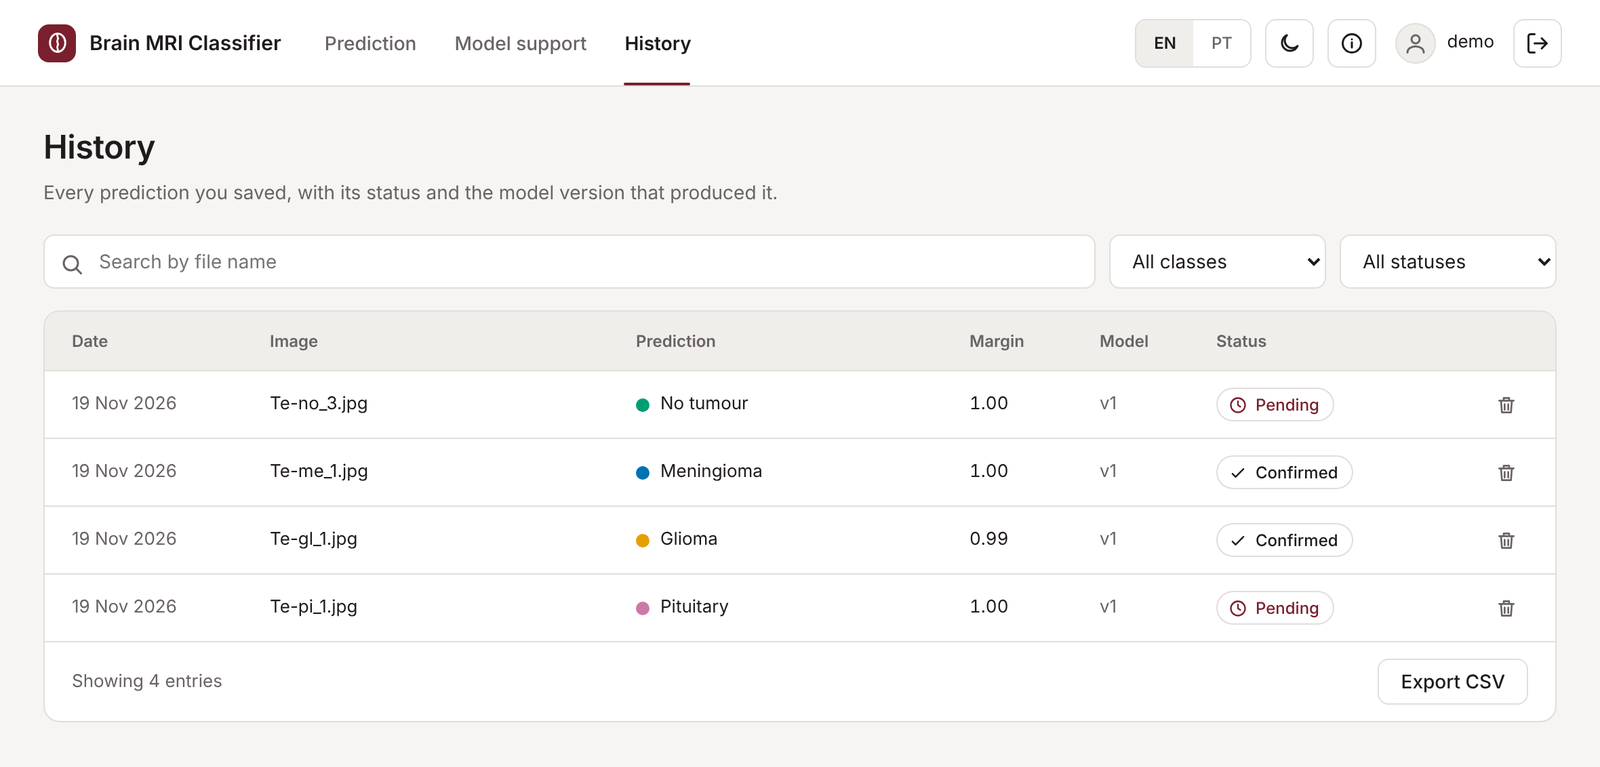 Brain MRI Classifier Prediction Model support History EN PT demo
History
Every prediction you saved, with its status and the model version that produced it.
Search by file name All classes All statuses
Date Image Prediction Margin Model Status
19 Nov 2026 Te-no_3.jpg No tumour 1.00 v1 Pending
19 Nov 2026 Te-me_1.jpg Meningioma 1.00 v1 Confirmed
19 Nov 2026 Te-gl_1.jpg Glioma 0.99 v1 Confirmed
19 Nov 2026 Te-pi_1.jpg Pituitary 1.00 v1 Pending
Showing 4 entries Export CSV